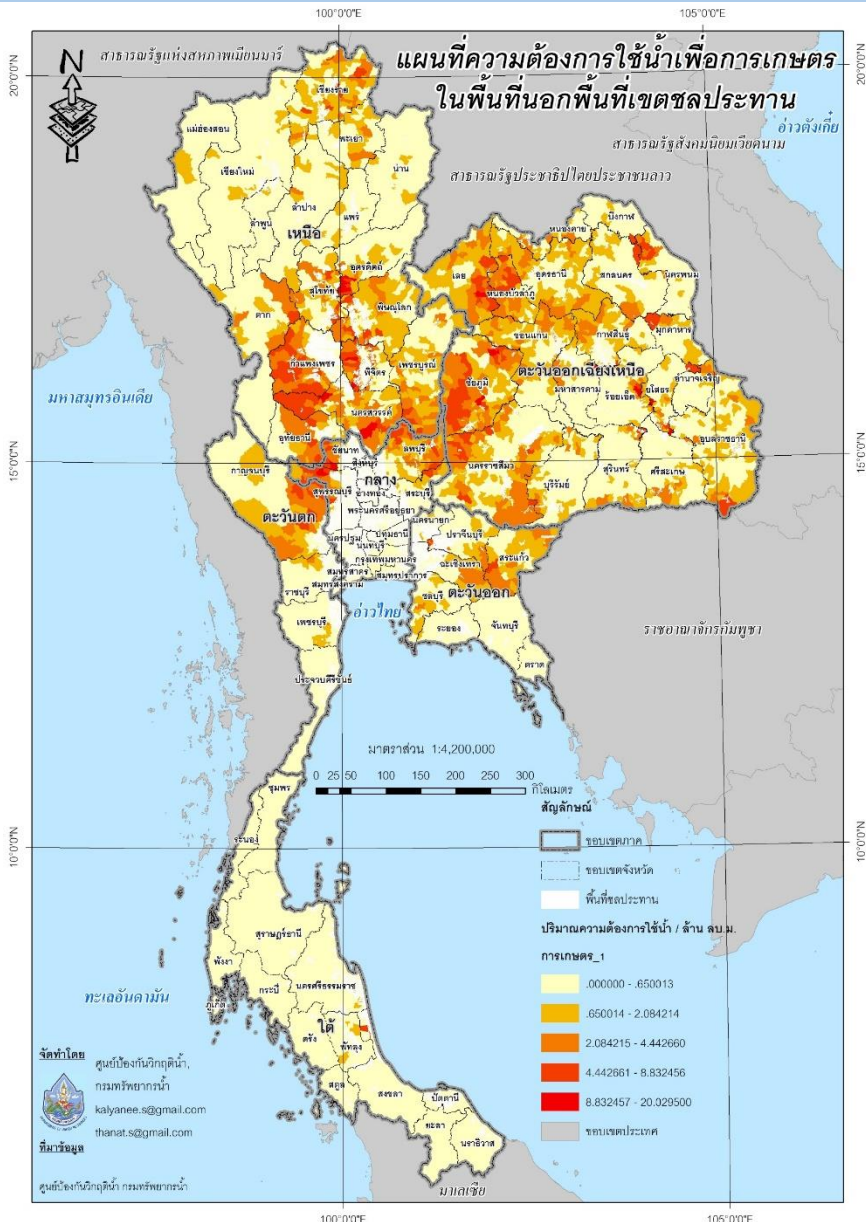 100°0'0"E 105°0'0"E
แผนที่ความต้องการใช้น้ำเพื่อการเกษตร
ในพื้นที่นอกพื้นที่เขตชลประทาน
N
สาธารณรัฐแห่งสหภาพเมียนมาร์
20°0'0"N 20°0'0"N
อ่าวตังเกี๋ย
สาธารณรัฐสังคมนิยมเวียดนาม
สาธารณรัฐประชาธิปไตยประชาชนลาว
เชียงราย
แม่ฮ่องสอน
พะเยา
เชียงใหม่
น่าน
ลำปาง
ลำพูน
แพร่
เหนือ
อุตรดิตถ์
สุโขทัย
ตาก
พิษณุโลก
กำแพงเพชร
พิจิตร
เพชรบูรณ์
นครสวรรค์
อุทัยธานี
บึงกาฬ
หนองคาย
เลย
อุดรธานี
สกลนคร
นครพนม
หนองบัวลำภู
ขอนแก่น
กาฬสินธุ์
มุกดาหาร
ตะวันออกเฉียงเหนือ
ชัยภูมิ
มหาสารคาม
ร้อยเอ็ด
ยโสธร
อำนาจเจริญ
อุบลราชธานี
นครราชสีมา
บุรีรัมย์
สุรินทร์
ศรีสะเกษ
มหาสมุทรอินเดีย
15°0'0"N 15°0'0"N
ชัยนาท
ลพบุรี
สิงห์บุรี
กาญจนบุรี
กลาง
สุพรรณบุรี
อ่างทอง
สระบุรี
พระนครศรีอยุธยา
ตะวันตก
นครนายก
ปราจีนบุรี
ปทุมธานี
นครปฐม
นนทบุรี
กรุงเทพมหานคร
ฉะเชิงเทรา
สระแก้ว
สมุทรสาคร
สมุทรปราการ
สมุทรสงคราม
ราชบุรี
ชลบุรี
ตะวันออก
อ่าวไทย
เพชรบุรี
ระยอง
จันทบุรี
ตราด
ราชอาณาจักรกัมพูชา
ประจวบคีรีขันธ์
มาตราส่วน 1:4,200,000
0 25 50 100 150 200 250 300
กิโลเมตร
ชุมพร
ระนอง
10°0'0"N 10°0'0"N
สุราษฎร์ธานี
พังงา
นครศรีธรรมราช
กระบี่
ภูเก็ต
ใต้
ตรัง
พัทลุง
สตูล
สงขลา
ปัตตานี
ยะลา
นราธิวาส
มาเลเซีย
ทะเลอันดามัน
สัญลักษณ์
ขอบเขตภาค
ขอบเขตจังหวัด
พื้นที่ชลประทาน
ปริมาณความต้องการใช้น้ำ / ล้าน ลบ.ม.
การเกษตร_1
.000000 - .650013
.650014 - 2.084214
2.084215 - 4.442660
4.442661 - 8.832456
8.832457 - 20.029500
ขอบเขตประเทศ
จัดทำโดย
ศูนย์ป้องกันวิกฤติน้ำ,
กรมทรัพยากรน้ำ
kalyanee.s@gmail.com
thanat.s@gmail.com
ที่มาข้อมูล
ศูนย์ป้องกันวิกฤติน้ำ กรมทรัพยากรน้ำ
100°0'0"E 105°0'0"E